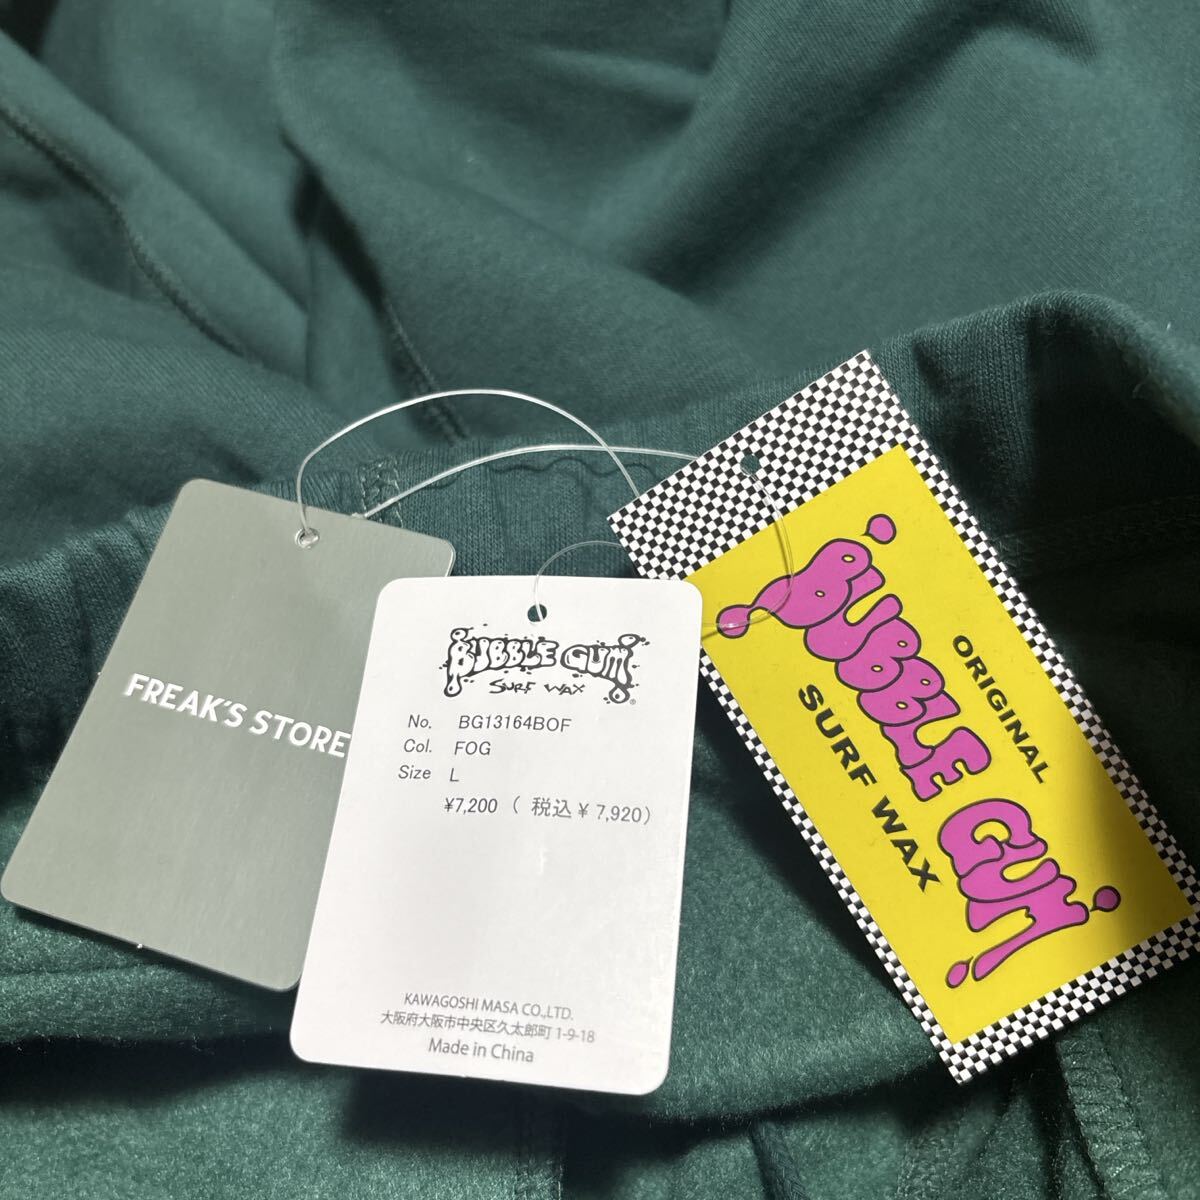 FREAK'S STORE
BUBBLE GUM
SURF WAX
®
No. BG13164BOF
Col. FOG
Size L
¥7,200 ( 税込 ¥ 7,920)
KAWAGOSHI MASA CO.,LTD.
大阪府大阪市中央区久太郎町 1-9-18
Made in China
ORIGINAL
BUBBLE GUM
SURF WAX